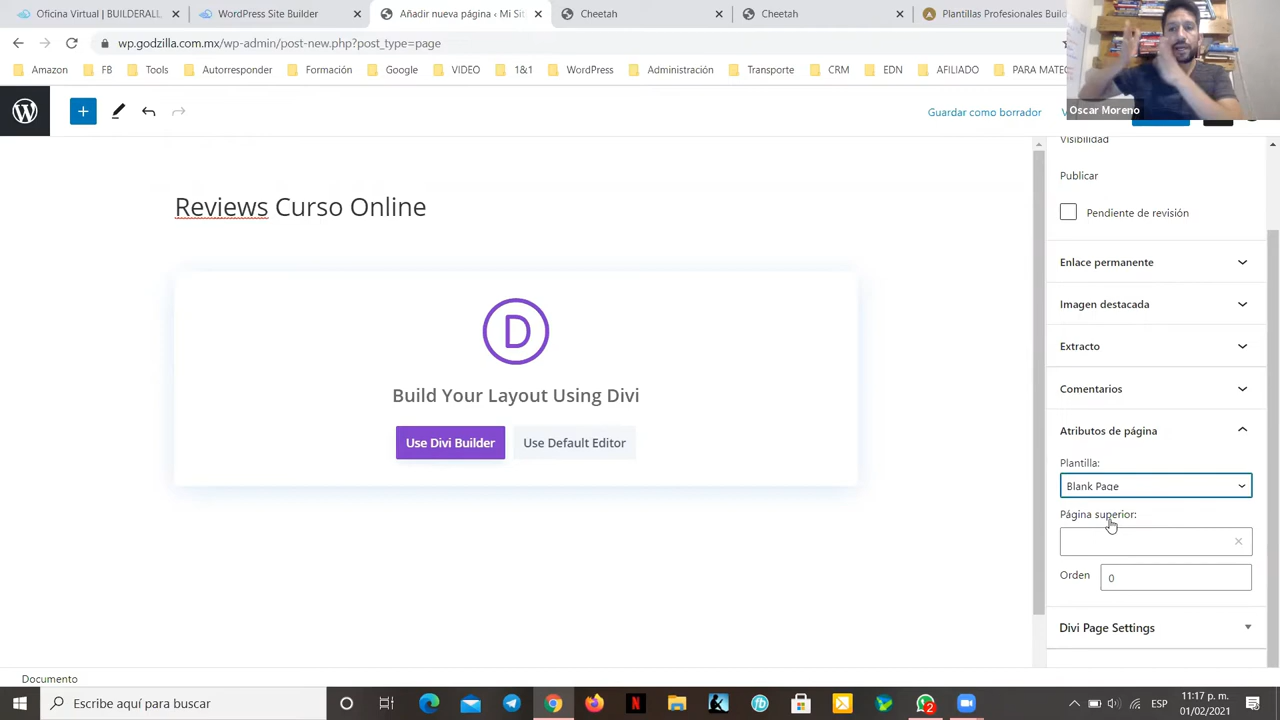 Oficina Virtual | BUILDERALL
WordPress Site Builder
Añadir nueva página - Mi Sit
Cheetah
Cheetah
Plantillas Profesionales Build
wp.godzilla.com.mx/wp-admin/post-new.php?post_type=page
Amazon
FB
Tools
Autorresponder
Formación
Google
VIDEO
1&1
WordPress
Administración
Transporte
CRM
EDN
AFILIADO
PARA MATEO
Oscar Moreno
Guardar como borrador
Visibilidad
Publicar
Pendiente de revisión
Reviews Curso Online
Enlace permanente
Imagen destacada
Extracto
Comentarios
Atributos de página
D
Build Your Layout Using Divi
Use Divi Builder
Use Default Editor
Plantilla:
Blank Page
Página superior:
Orden
0
Divi Page Settings
Documento
Escribe aquí para buscar
2
ESP
11:17 p. m.
01/02/2021